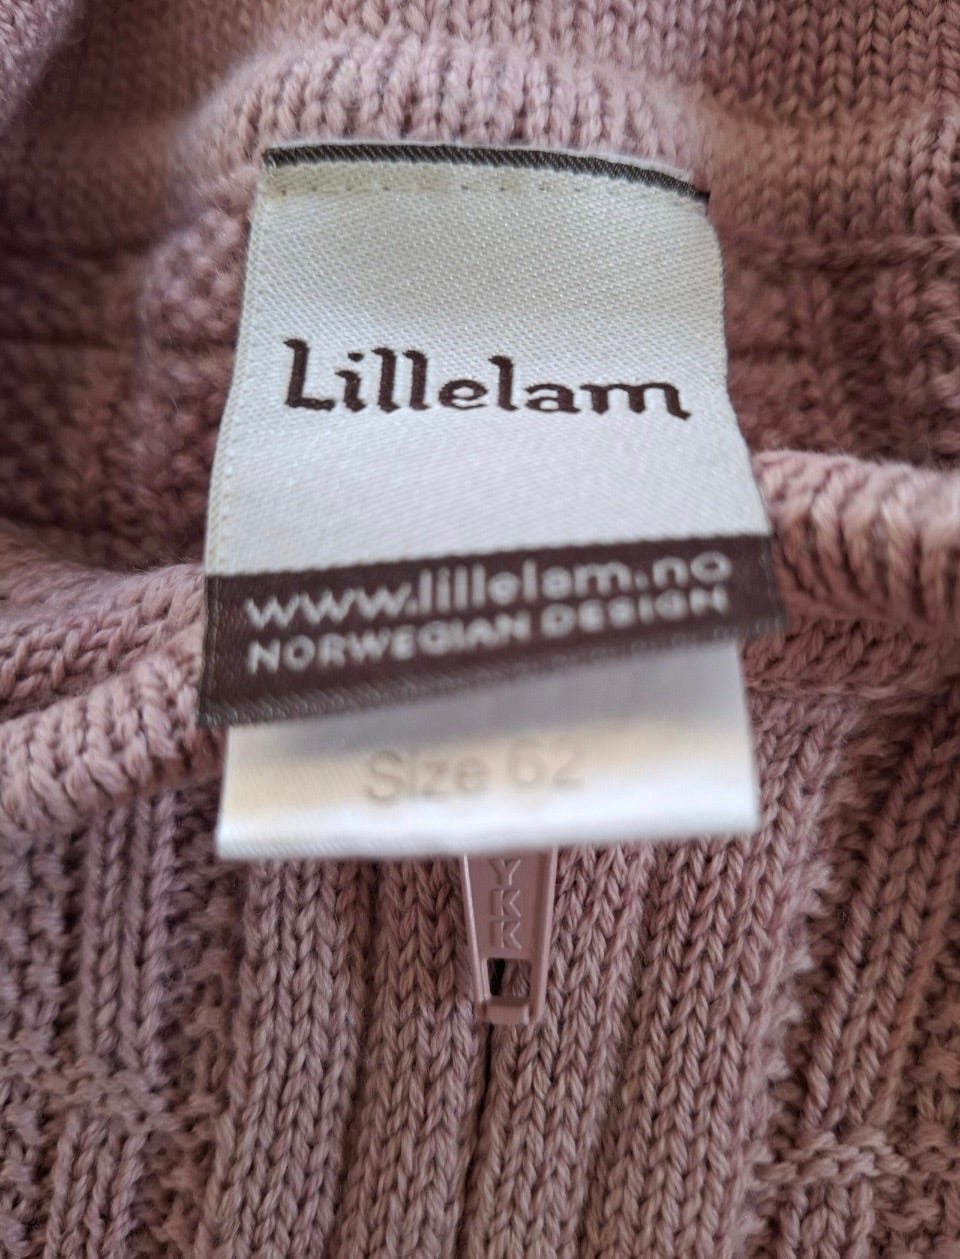 Lillelam
www.lillelam.no
NORWEGIAN DESIGN
Size 62
YKK